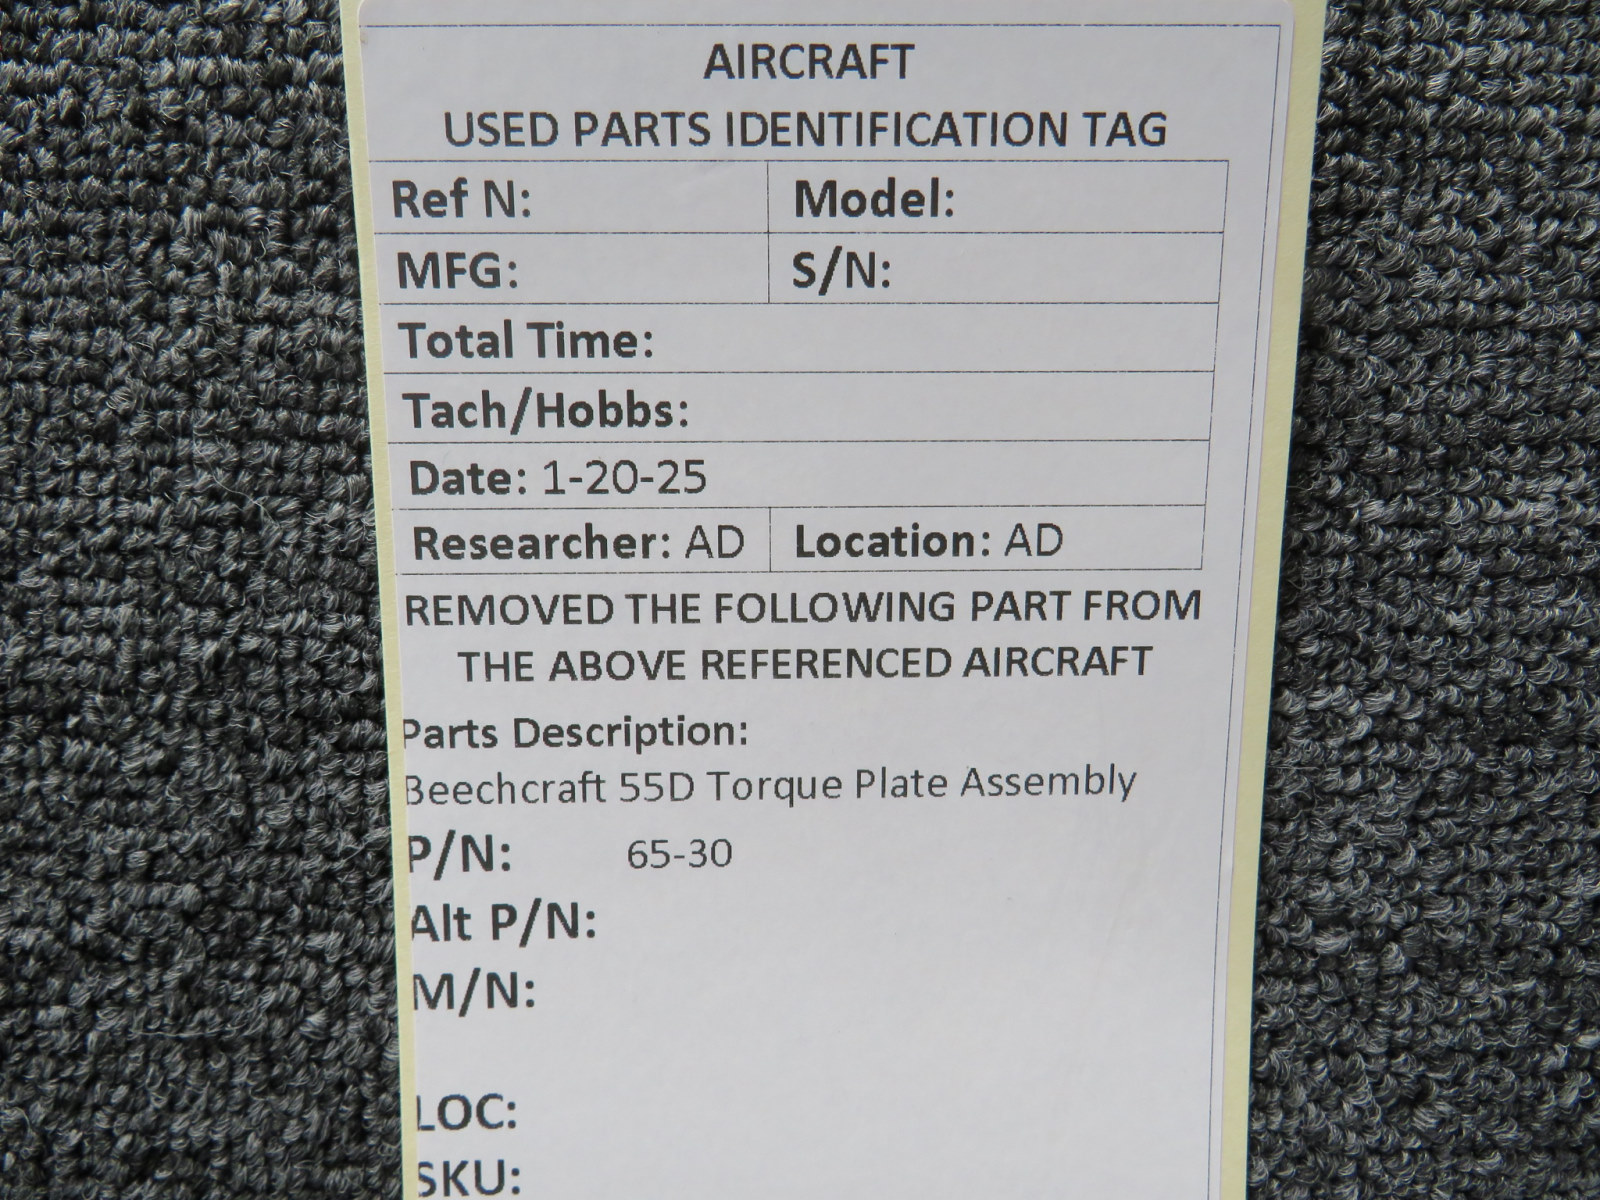 AIRCRAFT
USED PARTS IDENTIFICATION TAG
Ref N: Model:
MFG: S/N:
Total Time:
Tach/Hobbs:
Date: 1-20-25
Researcher: AD Location: AD
REMOVED THE FOLLOWING PART FROM
THE ABOVE REFERENCED AIRCRAFT
Parts Description:
Beechcraft 55D Torque Plate Assembly
P/N: 65-30
Alt P/N:
M/N:
LOC:
SKU: